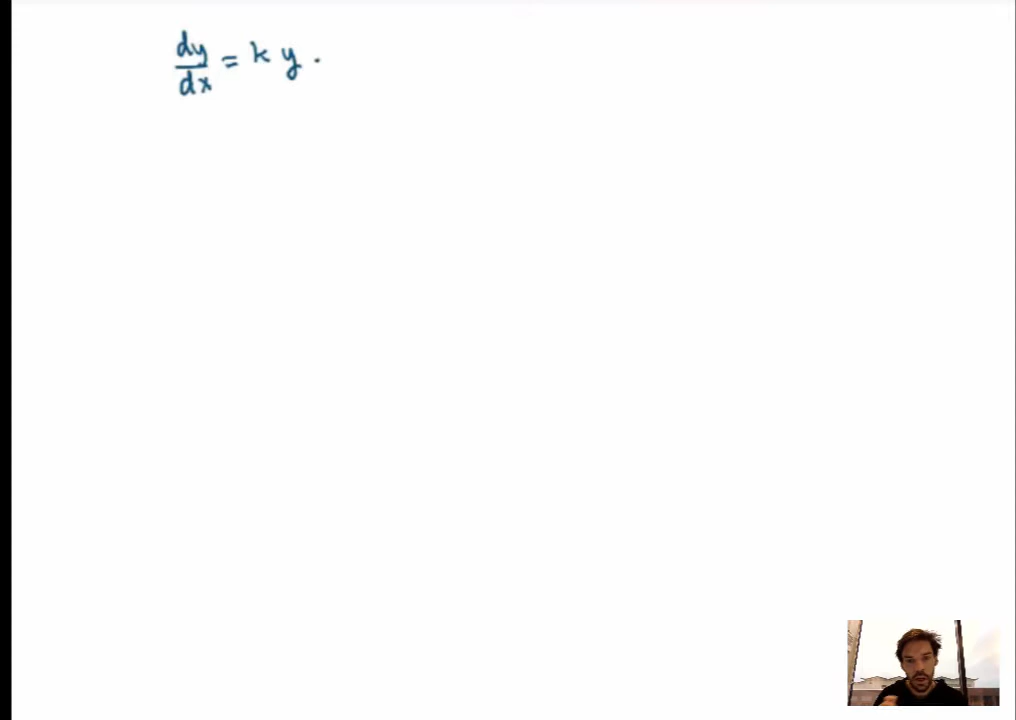 dy/dx = k y .